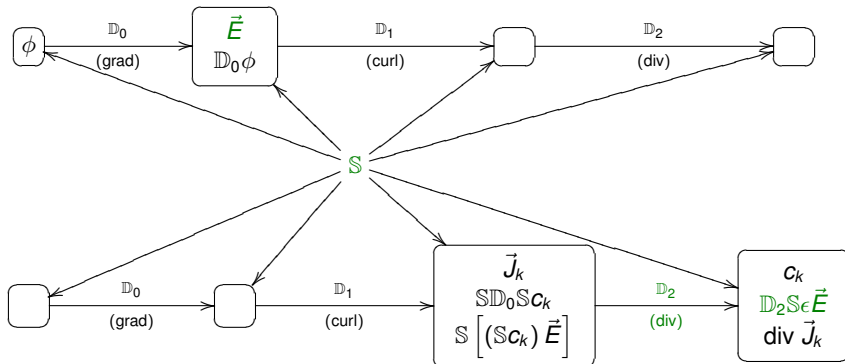 𝔻₀ 𝔻₁ 𝔻₂
ϕ
E⃗
𝔻₀ϕ
(grad) (curl) (div)
𝕊
𝔻₀ 𝔻₁
(grad) (curl)
J⃗ₖ
𝕊𝔻₀𝕊cₖ
𝕊 [(𝕊cₖ) E⃗]
𝔻₂
(div)
cₖ
𝔻₂𝕊ϵE⃗
div J⃗ₖ